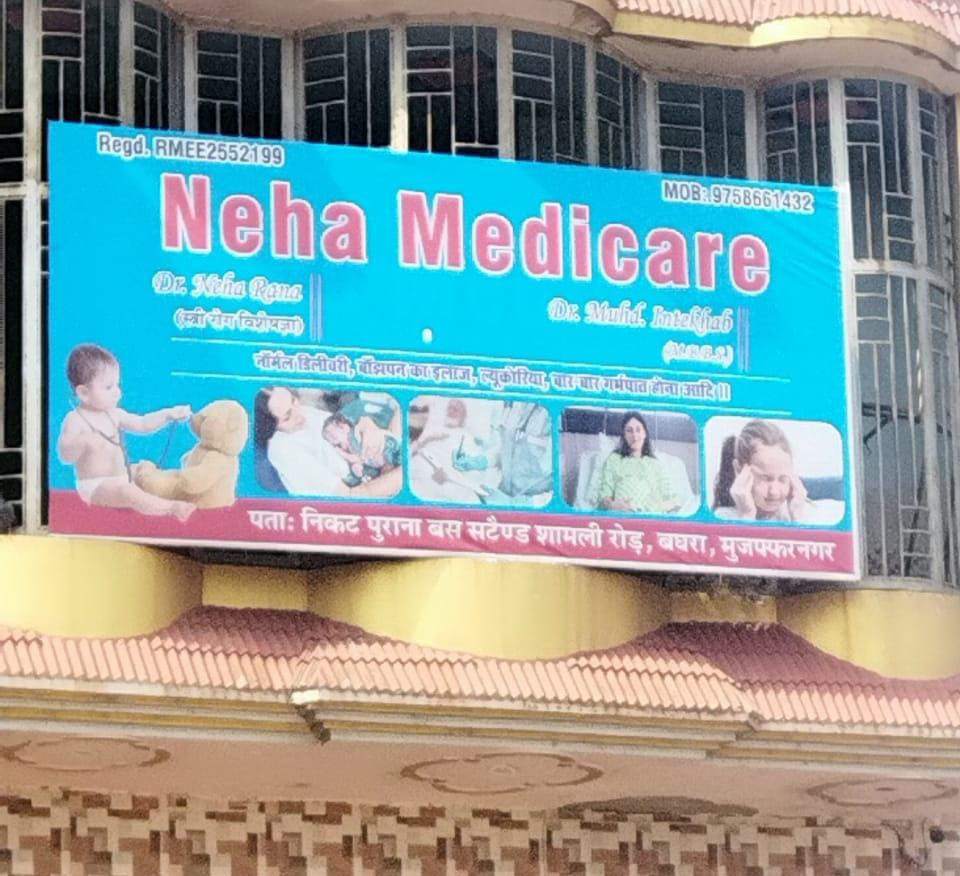 Regd. RMEE2552199
MOB:.9758661432
Neha Medicare
Dr. Neha Rana
(स्त्री रोग विशेषज्ञा)
Dr. Muhd. Intekhab
(M.B.B.S.)
नॉर्मल डिलीवरी, बाँझपन का इलाज, ल्यूकोरिया, बार बार गर्भपात होना आदि ॥
पता: निकट पुराना बस सटैण्ड शामली रोड़, बघरा, मुजफ्फरनगर